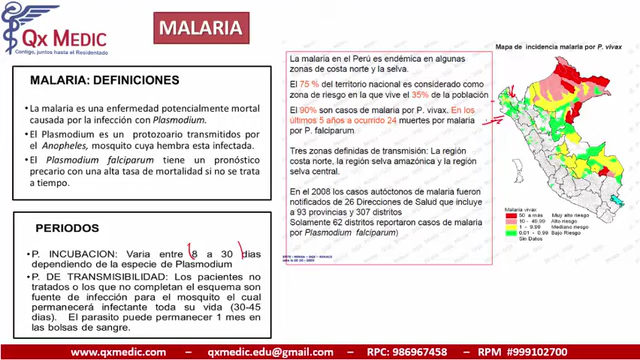 Qx MEDIC
Contigo, juntos hasta el Residentado
MALARIA
MALARIA: DEFINICIONES
• La malaria es una enfermedad potencialmente mortal
causada por la infección con Plasmodium.
• El Plasmodium es un protozoario transmitidos por
el Anopheles, mosquito cuya hembra esta infectada.
• El Plasmodium falciparum tiene un pronóstico
precario con una alta tasa de mortalidad si no se trata
a tiempo.
PERIODOS
• P. INCUBACION: Varia entre 8 a 30 dias
dependiendo de la especie de Plasmodium.
• P. DE TRANSMISIBILIDAD: Los pacientes no
tratados o los que no completan el esquema son
fuente de infección para el mosquito el cual
permanecerá infectante toda su vida (30-45
dias). El parasito puede permanecer 1 mes en
las bolsas de sangre.
La malaria en el Perú es endémica en algunas
zonas de costa norte y la selva.
El 75 % del territorio nacional es considerado como
zona de riesgo en la que vive el 35% de la población
El 90% son casos de malaria por P. vivax. En los
últimos 5 años a ocurrido 24 muertes por malaria
por P. falciparum
Tres zonas definidas de transmisión: La región
costa norte, la región selva amazónica y la región
selva central.
En el 2008 los casos autóctonos de malaria fueron
notificados de 26 Direcciones de Salud que incluye
a 93 provincias y 307 distritos
Solamente 62 distritos reportaron casos de malaria
por Plasmodium falciparum)
Mapa de incidencia malaria por P. vivax
Malaria vivax
50 a más Muy alto riesgo
10 - 49.99 Alto riesgo
1 - 9.99 Mediano riesgo
0.01 - 0.99 Bajo Riesgo
Sin Datos
www.qxmedic.com – qxmedic.edu@gmail.com – RPC: 986967458 – RPM #999102700